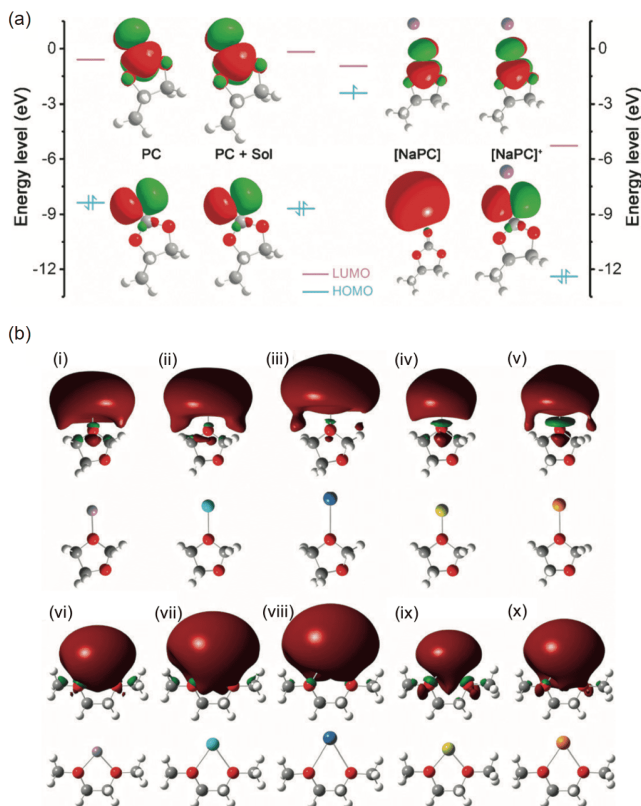 (a)
Energy level (eV)
0
-3
-6
-9
-12
PC
PC + Sol
[NaPC]
[NaPC]⁺
LUMO
HOMO
0
-3
-6
-9
-12
Energy level (eV)
(b)
(i)
(ii)
(iii)
(iv)
(v)
(vi)
(vii)
(viii)
(ix)
(x)